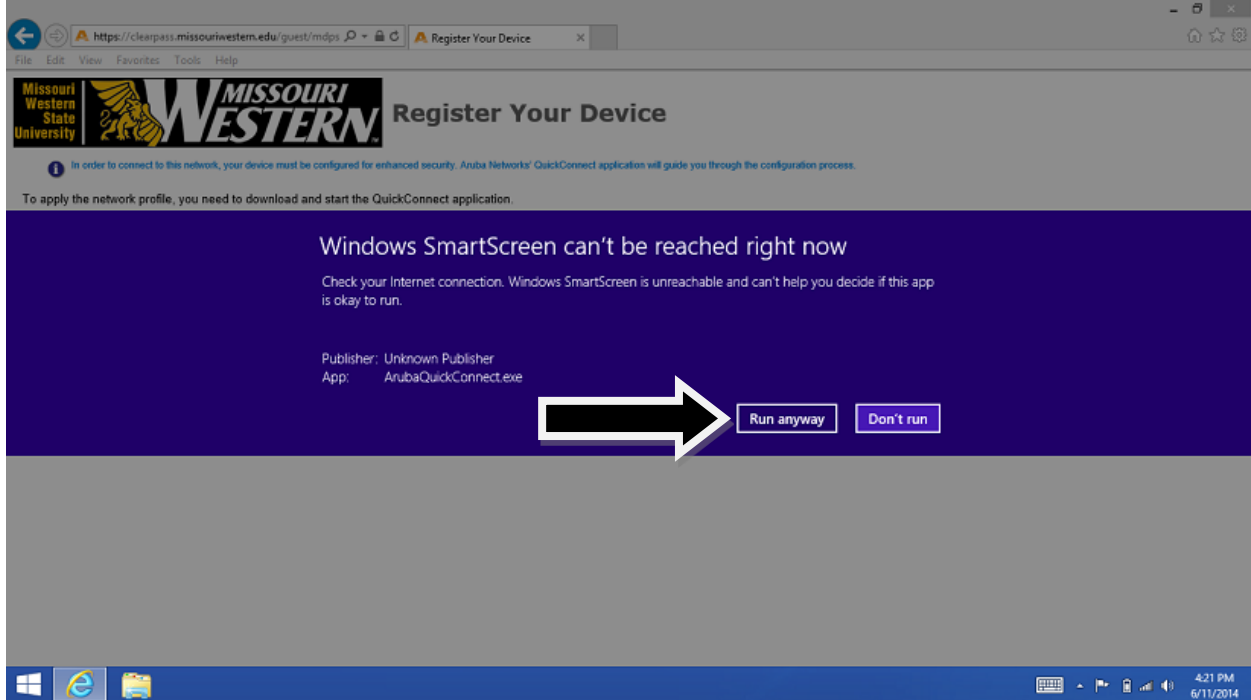 https://clearpass.missouriwestern.edu/guest/mdps
Register Your Device
File Edit View Favorites Tools Help
Missouri
Western
State
University
MISSOURI
WESTERN
Register Your Device
In order to connect to this network, your device must be configured for enhanced security. Aruba Networks' QuickConnect application will guide you through the configuration process.
To apply the network profile, you need to download and start the QuickConnect application.
Windows SmartScreen can't be reached right now
Check your Internet connection. Windows SmartScreen is unreachable and can't help you decide if this app
is okay to run.
Publisher: Unknown Publisher
App: ArubaQuickConnect.exe
Run anyway Don't run
4:21 PM
6/11/2014